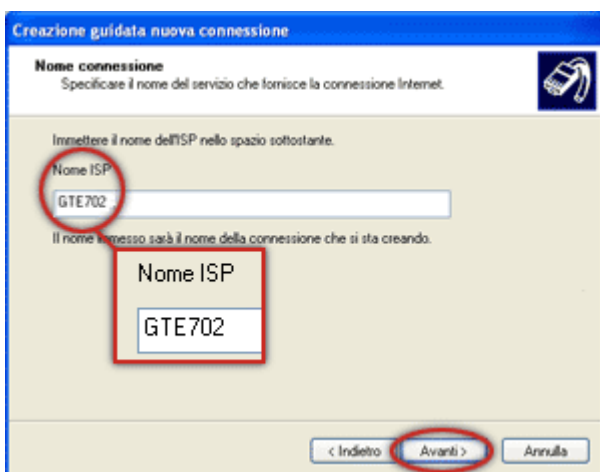 Creazione guidata nuova connessione
Nome connessione
Specificare il nome del servizio che fornisce la connessione Internet.
Immettere il nome dell'ISP nello spazio sottostante.
Nome ISP
GTE702
Il nome immesso sarà il nome della connessione che si sta creando.
Nome ISP
GTE702
< Indietro
Avanti >
Annulla